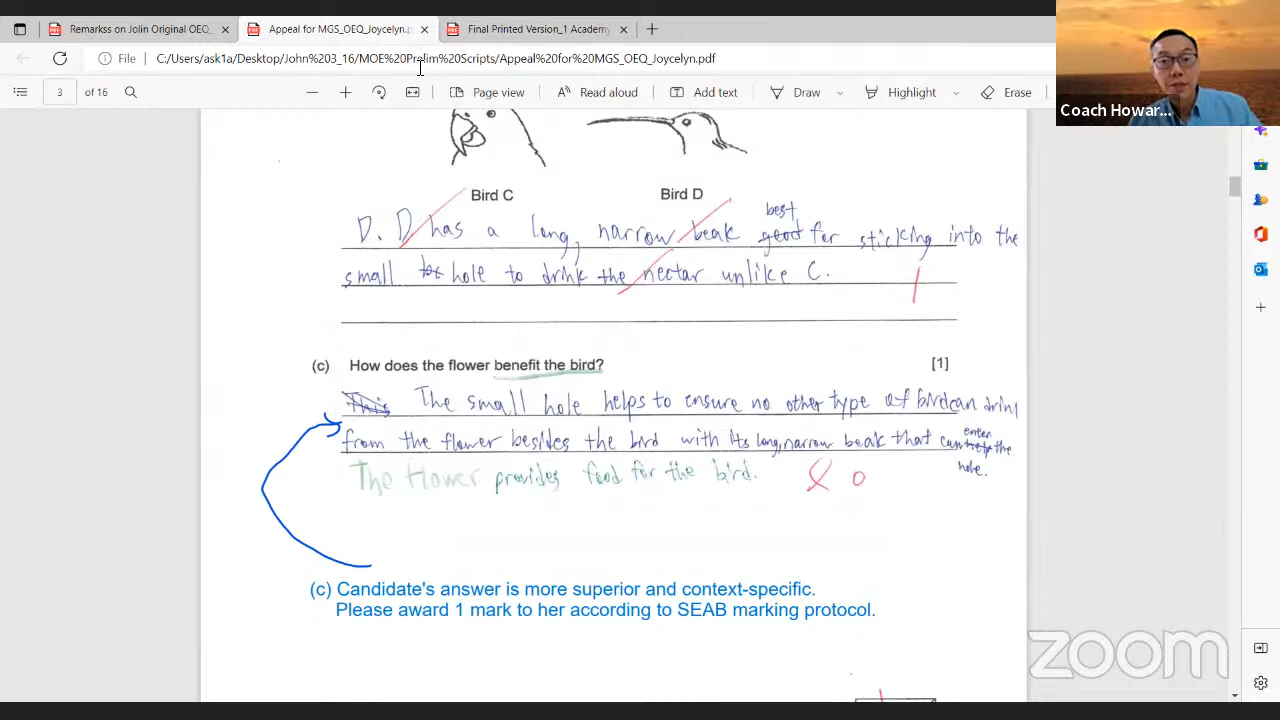 Remarkss on Jolin Original OEQ_
Appeal for MGS_OEQ_Joycelyn.p
Final Printed Version_1 Academy
File C:/Users/ask1a/Desktop/John%203_16/MOE%20Prelim%20Scripts/Appeal%20for%20MGS_OEQ_Joycelyn.pdf
3 of 16 Page view Read aloud Add text Draw Highlight Erase
Coach Howar...
Bird C Bird D
best
D. D has a long, narrow beak good for sticking into the
small hole to drink the nectar unlike C.
1
(c) How does the flower benefit the bird? [1]
This The small hole helps to ensure no other type of bird can drink
from the flower besides the bird with its long, narrow beak that can enter the
hole.
The flower provides food for the bird. 0
(c) Candidate's answer is more superior and context-specific.
Please award 1 mark to her according to SEAB marking protocol.
zoom